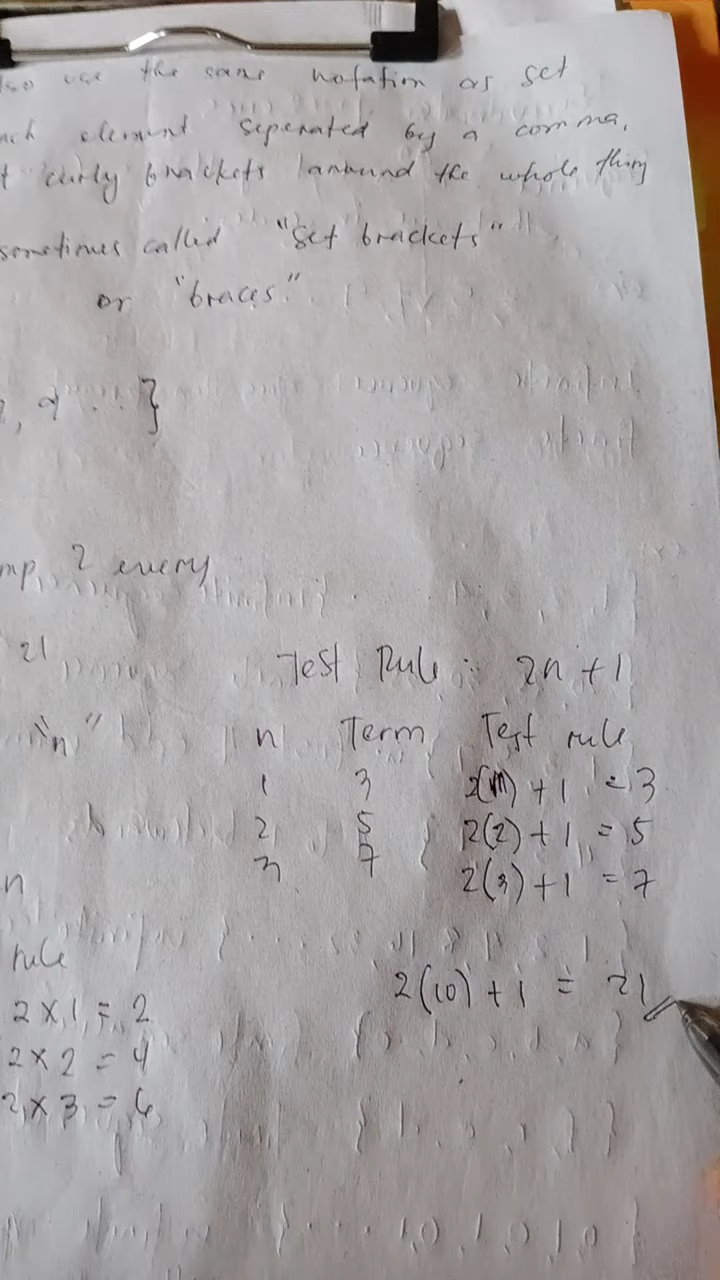 so use the same notation as set
ch element seperated by a comma,
t curly brackets around the whole thing
sometimes called "Set brackets"
or "braces."
, d . . . }
mp 2 every
21
Test Rule : 2n + 1
"n" n Term Test rule
1 3 2(1) + 1 = 3
2 5 2(2) + 1 = 5
3 7 2(3) + 1 = 7
n
rule
2(10) + 1 = 21
2 x 1 = 2
2 x 2 = 4
2 x 3 = 6